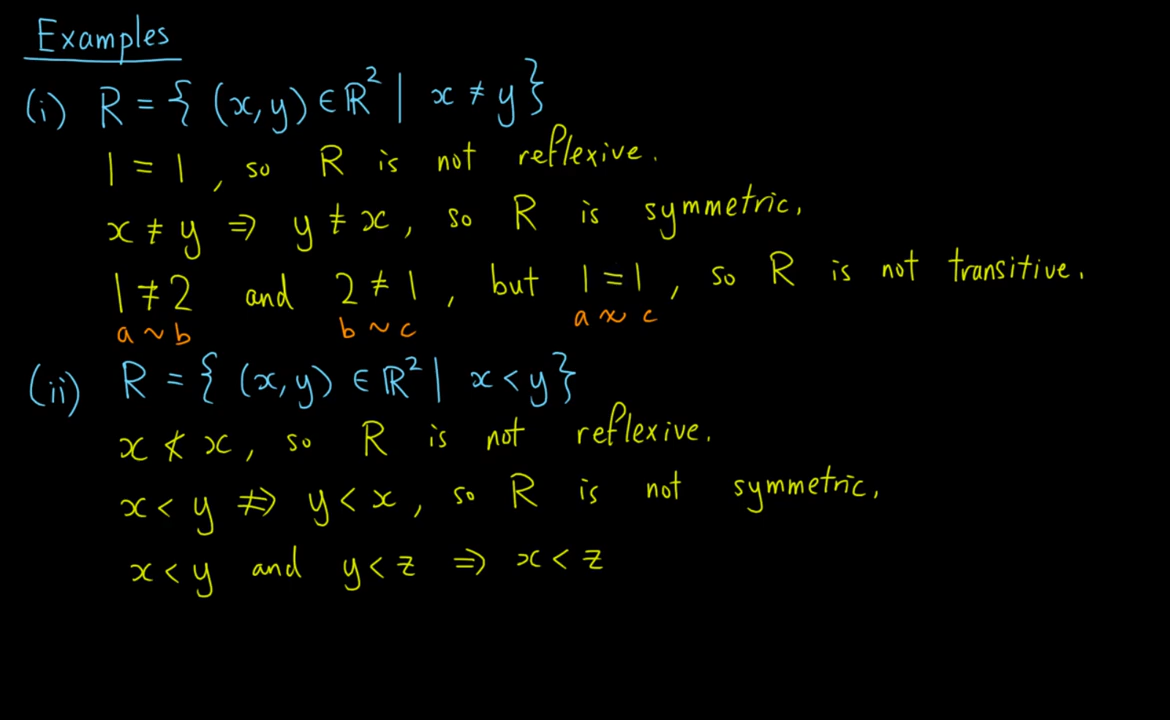 Examples
(i) R = { (x,y) ∈ ℝ² | x ≠ y }
1 = 1, so R is not reflexive.
x ≠ y ⇒ y ≠ x, so R is symmetric.
1 ≠ 2 and 2 ≠ 1, but 1 = 1, so R is not transitive.
a ~ b b ~ c a ≁ c
(ii) R = { (x,y) ∈ ℝ² | x < y }
x ≮ x, so R is not reflexive.
x < y ⇏ y < x, so R is not symmetric.
x < y and y < z ⇒ x < z